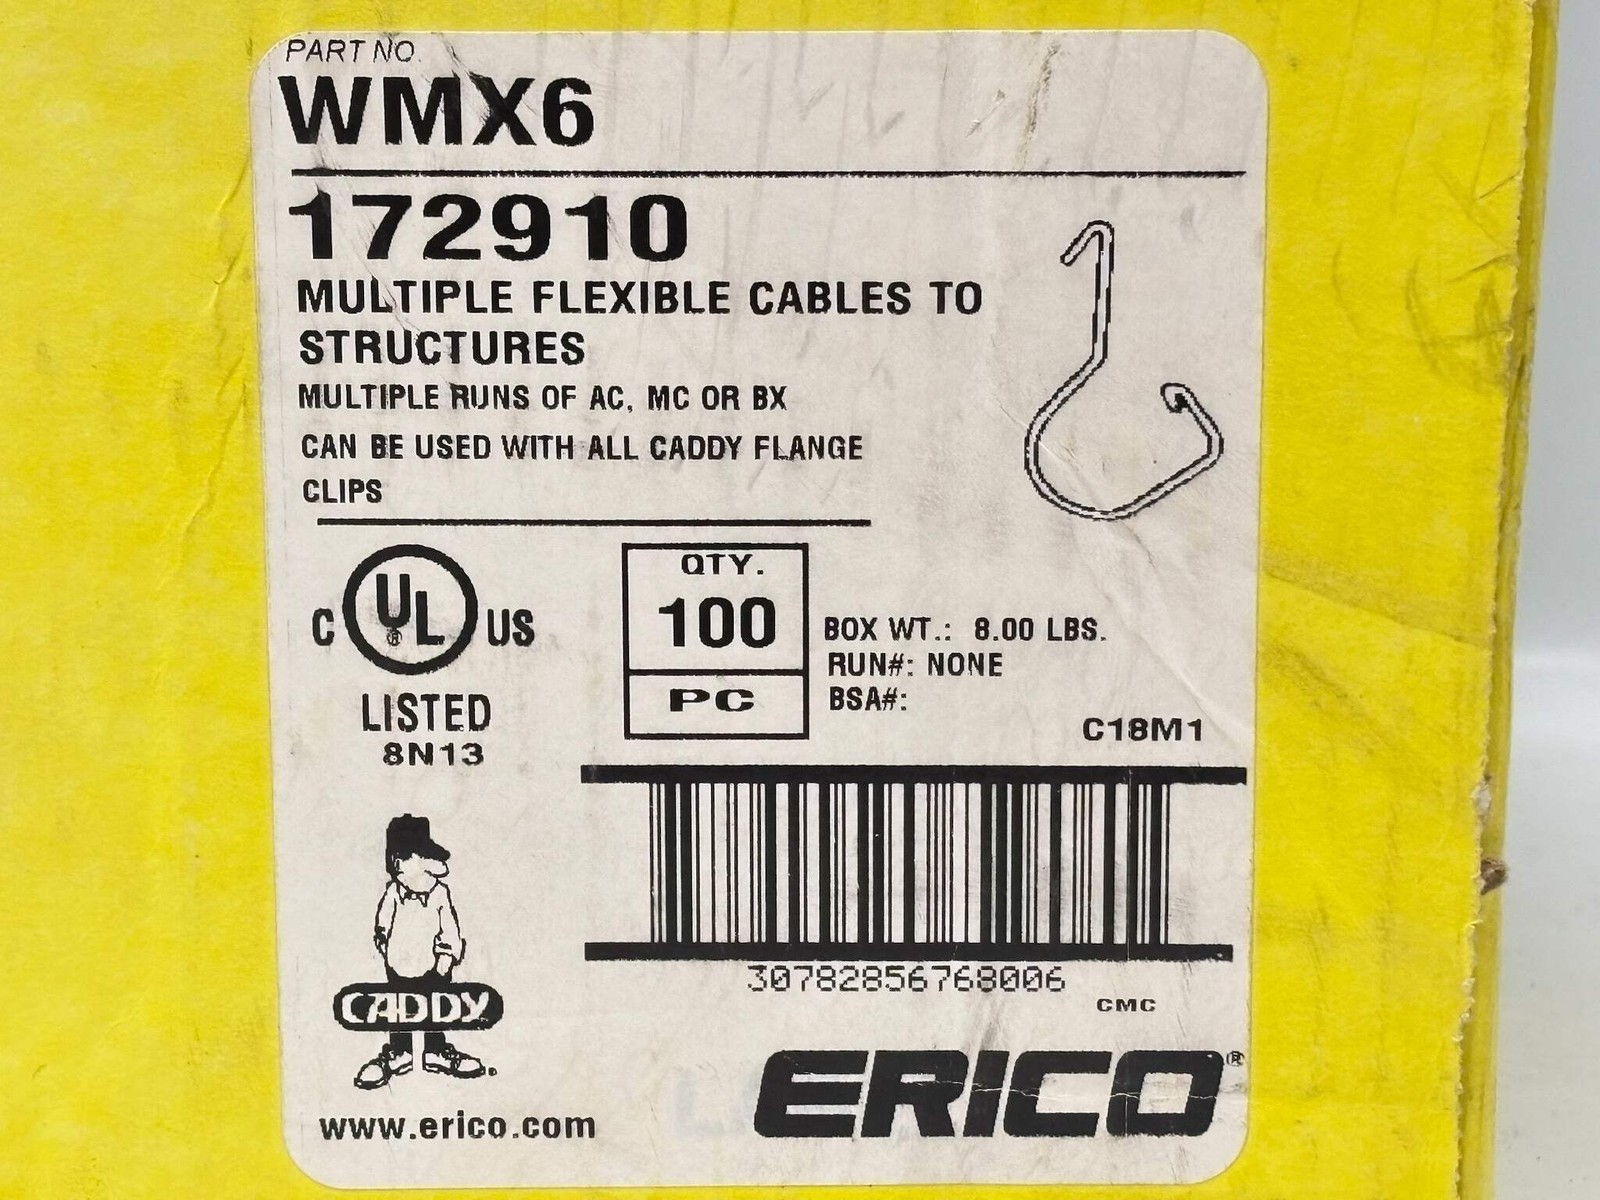 PART NO.
WMX6
172910
MULTIPLE FLEXIBLE CABLES TO
STRUCTURES
MULTIPLE RUNS OF AC, MC OR BX
CAN BE USED WITH ALL CADDY FLANGE
CLIPS
C UL® US
LISTED
8N13
QTY.
100
PC
BOX WT.: 8.00 LBS.
RUN#: NONE
BSA#:
C18M1
30782856768006
CMC
CADDY
www.erico.com
ERICO®